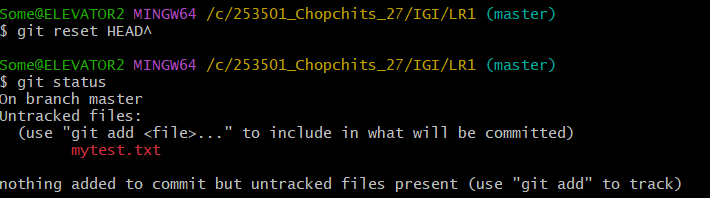 Some@ELEVATOR2 MINGW64 /c/253501_Chopchits_27/IGI/LR1 (master)
$ git reset HEAD^
Some@ELEVATOR2 MINGW64 /c/253501_Chopchits_27/IGI/LR1 (master)
$ git status
On branch master
Untracked files:
  (use "git add <file>..." to include in what will be committed)
        mytest.txt
nothing added to commit but untracked files present (use "git add" to track)